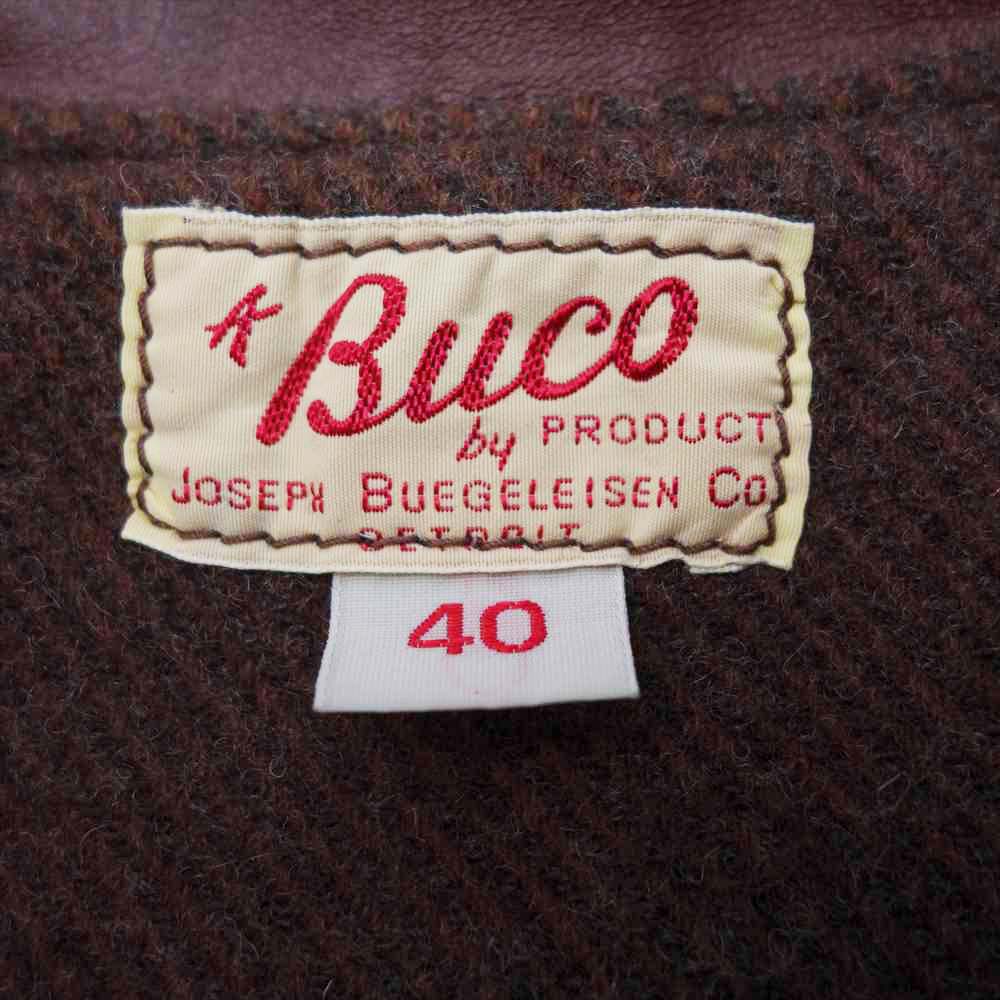 A Buco
by PRODUCT
JOSEPH BUEGELEISEN CO.
DETROIT
40